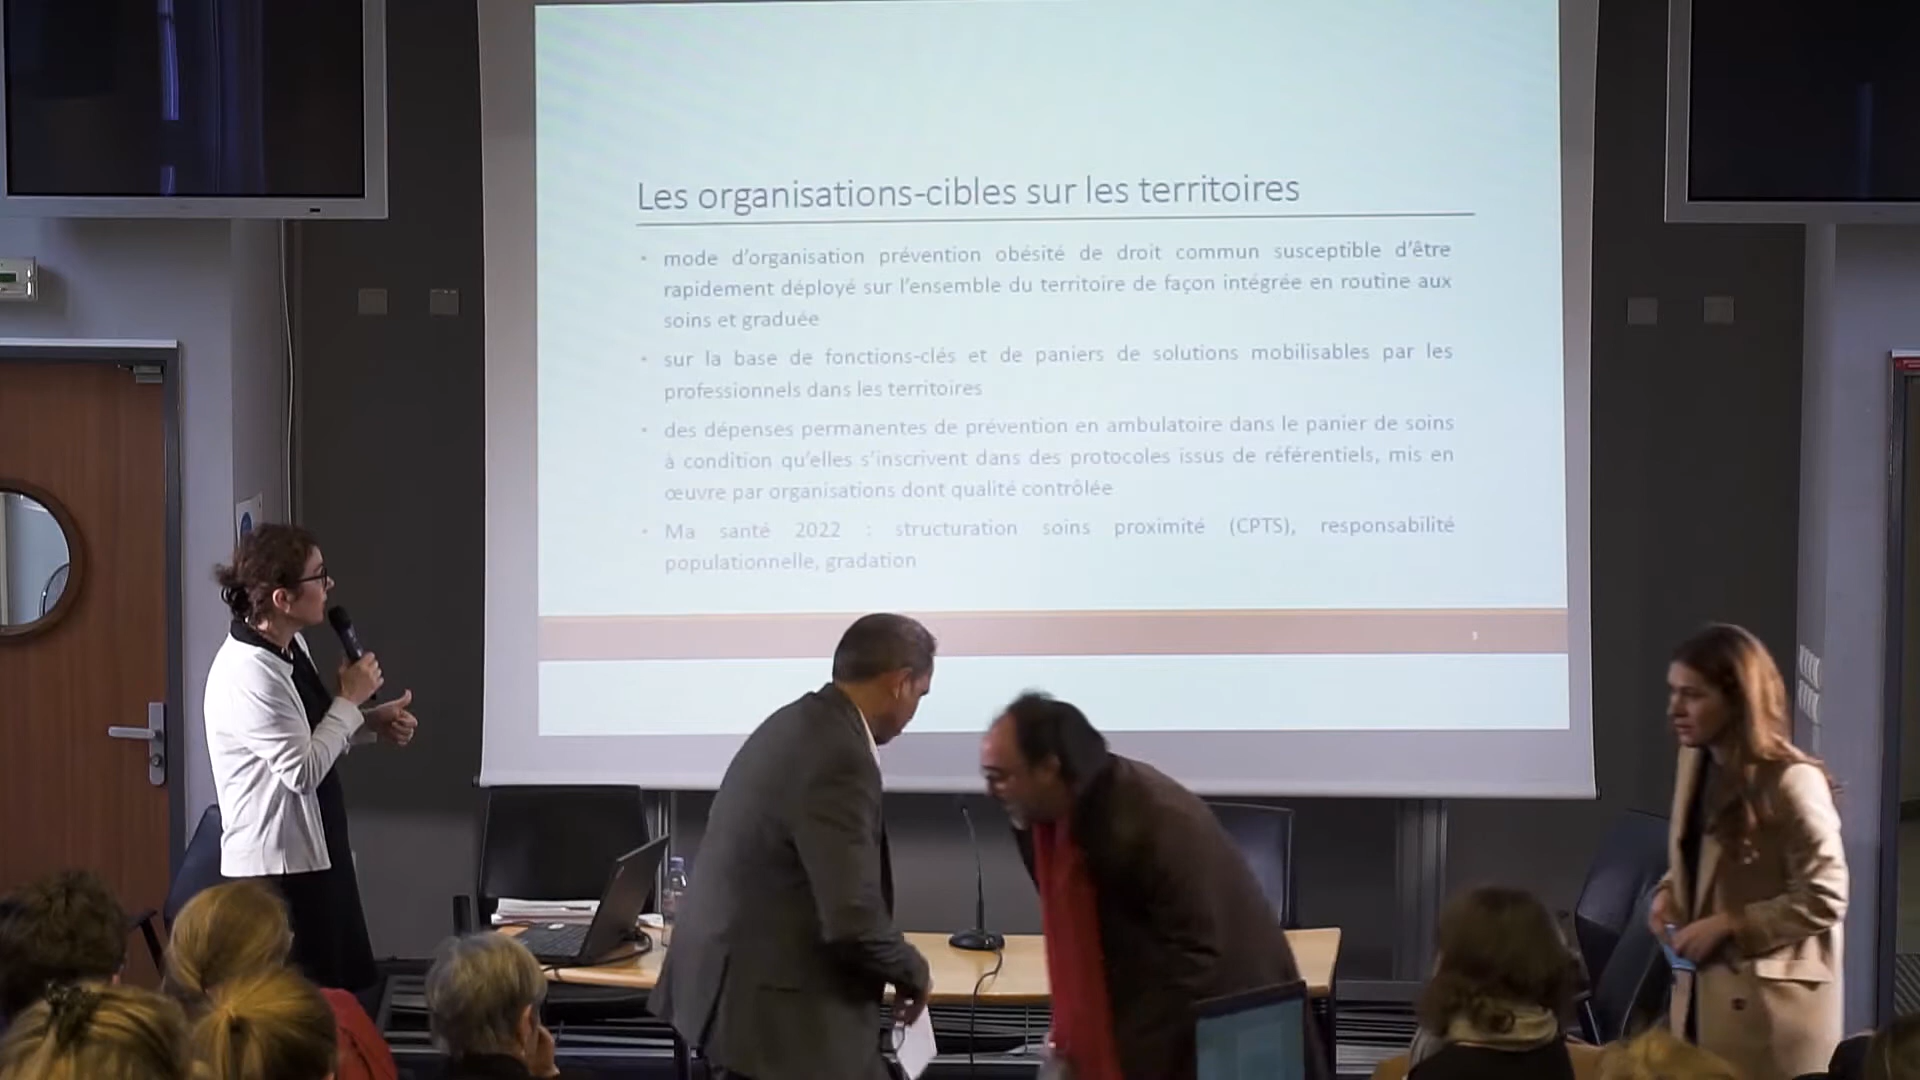 Les organisations-cibles sur les territoires
mode d'organisation prévention obésité de droit commun susceptible d'être
rapidement déployé sur l'ensemble du territoire de façon intégrée en routine aux
soins et graduée
sur la base de fonctions-clés et de paniers de solutions mobilisables par les
professionnels dans les territoires
des dépenses permanentes de prévention en ambulatoire dans le panier de soins
à condition qu'elles s'inscrivent dans des protocoles issus de référentiels, mis en
œuvre par organisations dont qualité contrôlée
Ma santé 2022 : structuration soins proximité (CPTS), responsabilité
populationnelle, gradation